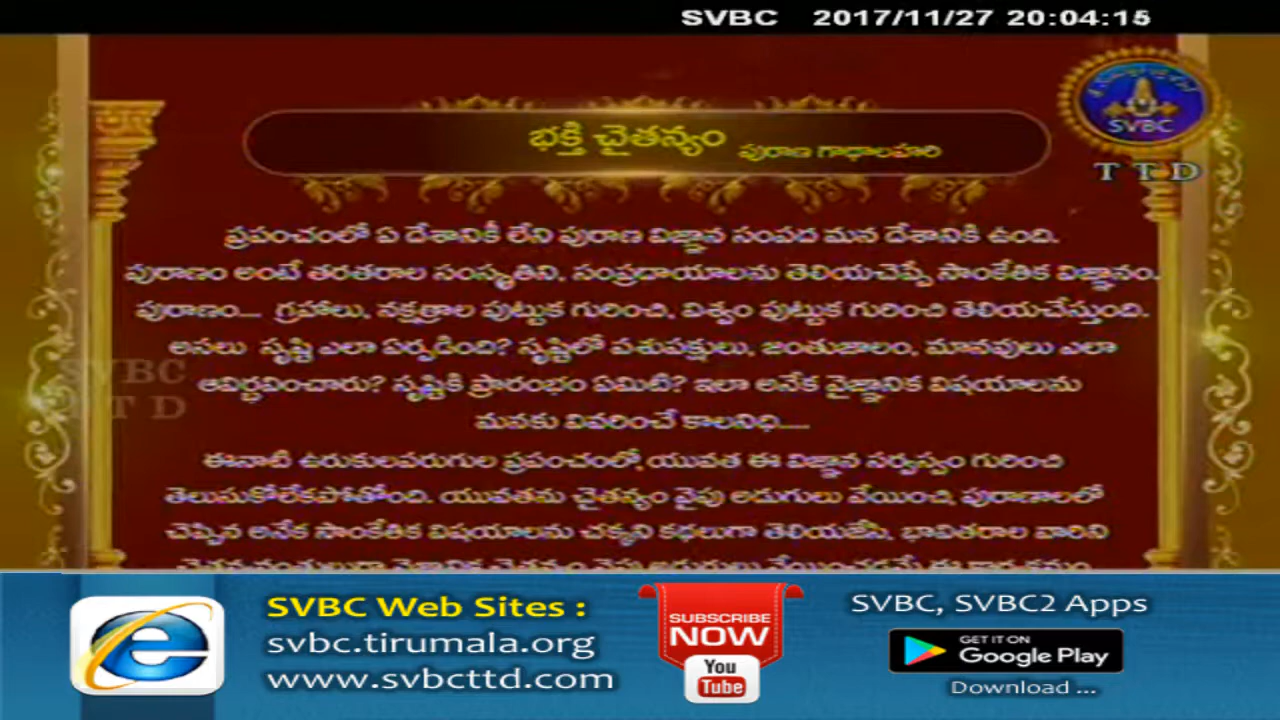 SVBC 2017/11/27 20:04:15
SVBC
T T D
భక్తి చైతన్యం పురాణ గాధాలహరి
ప్రపంచంలో ఏ దేశానికీ లేని పురాణ విజ్ఞాన సంపద మన దేశానికి ఉంది.
పురాణం అంటే తరతరాల సంస్కృతిని, సంప్రదాయాలను తెలియచెప్పే సాంకేతిక విజ్ఞానం.
పురాణం... గ్రహాలు, నక్షత్రాల పుట్టుక గురించి, విశ్వం పుట్టుక గురించి తెలియచేస్తుంది.
అసలు సృష్టి ఎలా ఏర్పడింది? సృష్టిలో పశుపక్షులు, జంతుజాలం, మానవులు ఎలా
ఆవిర్భవించారు? సృష్టికి ప్రారంభం ఏమిటి? ఇలా అనేక వైజ్ఞానిక విషయాలను
మనకు వివరించే కాలనిధి....
SVBC
T T D
ఈనాటి ఉరుకులపరుగుల ప్రపంచంలో, యువత ఈ విజ్ఞాన సర్వస్వం గురించి
తెలుసుకోలేకపోతోంది. యువతను చైతన్యం వైపు అడుగులు వేయించి, పురాణాలలో
చెప్పిన అనేక సాంకేతిక విషయాలను చక్కని కథలుగా తెలియజేసి, భావితరాల వారిని
SVBC Web Sites :
svbc.tirumala.org
www.svbcttd.com
SUBSCRIBE
NOW
You
Tube
SVBC, SVBC2 Apps
GET IT ON
Google Play
Download ...